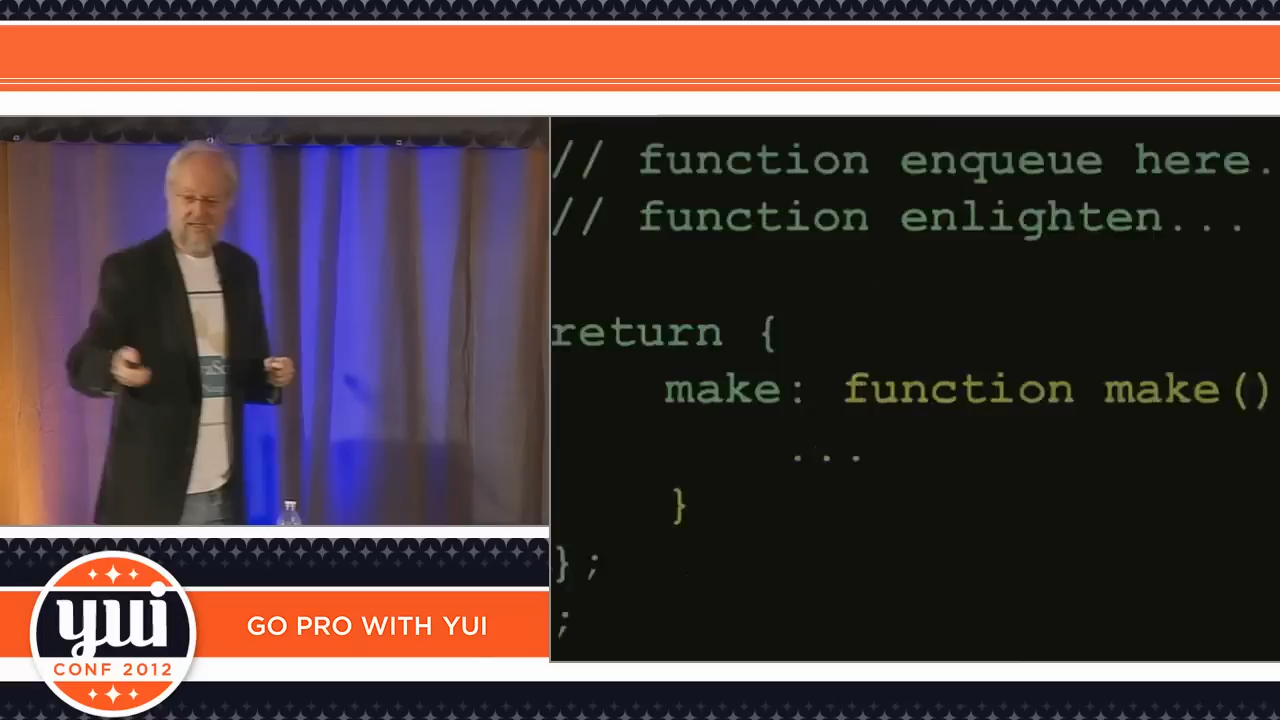 // function enqueue here.
// function enlighten...
return {
make: function make()
...
}
};
;
yui
CONF 2012
GO PRO WITH YUI